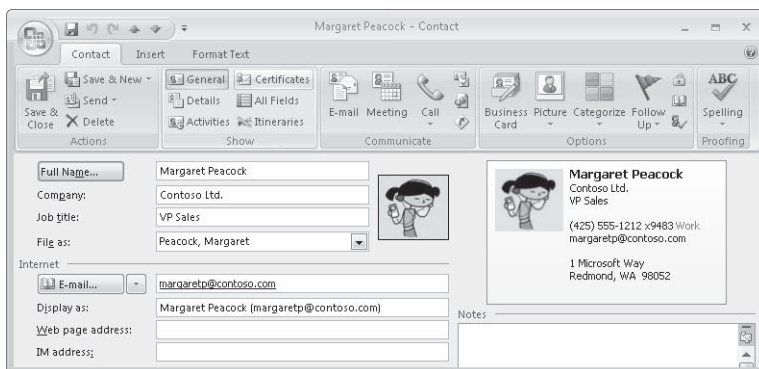 Margaret Peacock - Contact
Contact Insert Format Text
Save & Close
Save & New
Send
Delete
Actions
General
Details
Activities
Certificates
All Fields
Itineraries
Show
E-mail
Meeting
Call
Communicate
Business Card
Picture
Categorize
Follow Up
Options
ABC
Spelling
Proofing
Full Name... Margaret Peacock
Company: Contoso Ltd.
Job title: VP Sales
File as: Peacock, Margaret
Internet
E-mail... margaretp@contoso.com
Display as: Margaret Peacock (margaretp@contoso.com)
Web page address:
IM address:
Margaret Peacock
Contoso Ltd.
VP Sales
(425) 555-1212 x9483 Work
margaretp@contoso.com
1 Microsoft Way
Redmond, WA 98052
Notes